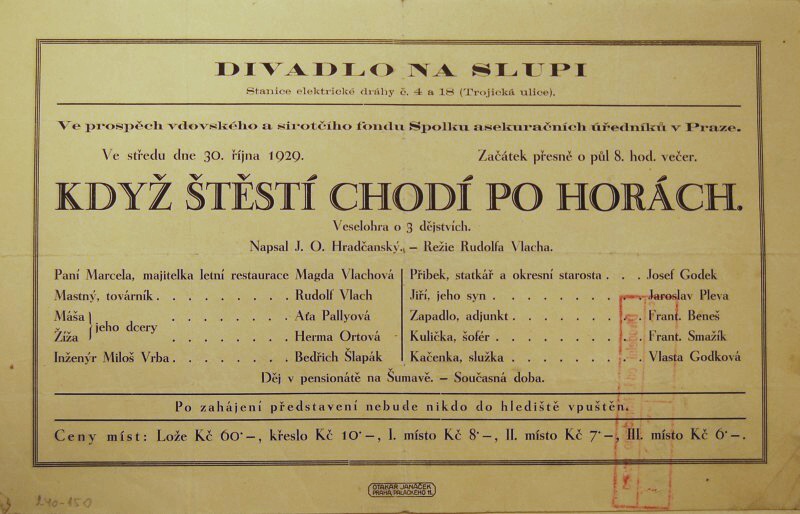 DIVADLO NA SLUPI
Stanice elektrické dráhy č. 4 a 18 (Trojická ulice).
Ve prospěch vdovského a sirotčího fondu Spolku asekuračních úředníků v Praze.
Ve středu dne 30. října 1929. Začátek přesně o půl 8. hod. večer.
KDYŽ ŠTĚSTÍ CHODÍ PO HORÁCH.
Veselohra o 3 dějstvích.
Napsal J. O. Hradčanský. – Režie Rudolfa Vlacha.
Paní Marcela, majitelka letní restaurace Magda Vlachová
Mastný, továrník . . . . . . . . . Rudolf Vlach
Máša } jeho dcery . . . . . . . . Aťa Pallyová
Žíža } jeho dcery . . . . . . . . Herma Ortová
Inženýr Miloš Vrba . . . . . . . . Bedřich Šlapák
Přibek, statkář a okresní starosta . . . Josef Godek
Jiří, jeho syn . . . . . . . . . . Jaroslav Pleva
Zapadlo, adjunkt . . . . . . . . . Frant. Beneš
Kulička, šofér . . . . . . . . . . Frant. Smažík
Kačenka, služka . . . . . . . . . Vlasta Godková
Děj v pensionátě na Šumavě. – Současná doba.
Po zahájení představení nebude nikdo do hlediště vpuštěn.
Ceny míst: Lože Kč 60·–, křeslo Kč 10·–, I. místo Kč 8·–, II. místo Kč 7·–, III. místo Kč 6·–.
OTAKAR JANÁČEK
PRAHA, PALACKÉHO 11.
240-150